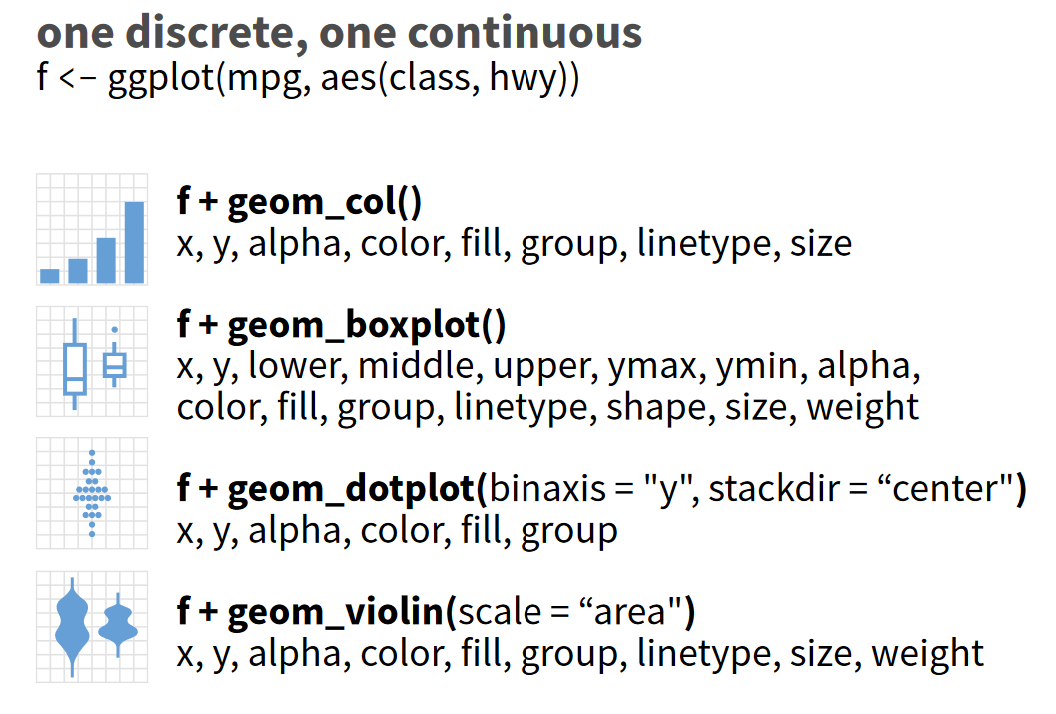 one discrete, one continuous
f <- ggplot(mpg, aes(class, hwy))
f + geom_col()
x, y, alpha, color, fill, group, linetype, size
f + geom_boxplot()
x, y, lower, middle, upper, ymax, ymin, alpha,
color, fill, group, linetype, shape, size, weight
f + geom_dotplot(binaxis = "y", stackdir = “center")
x, y, alpha, color, fill, group
f + geom_violin(scale = “area")
x, y, alpha, color, fill, group, linetype, size, weight